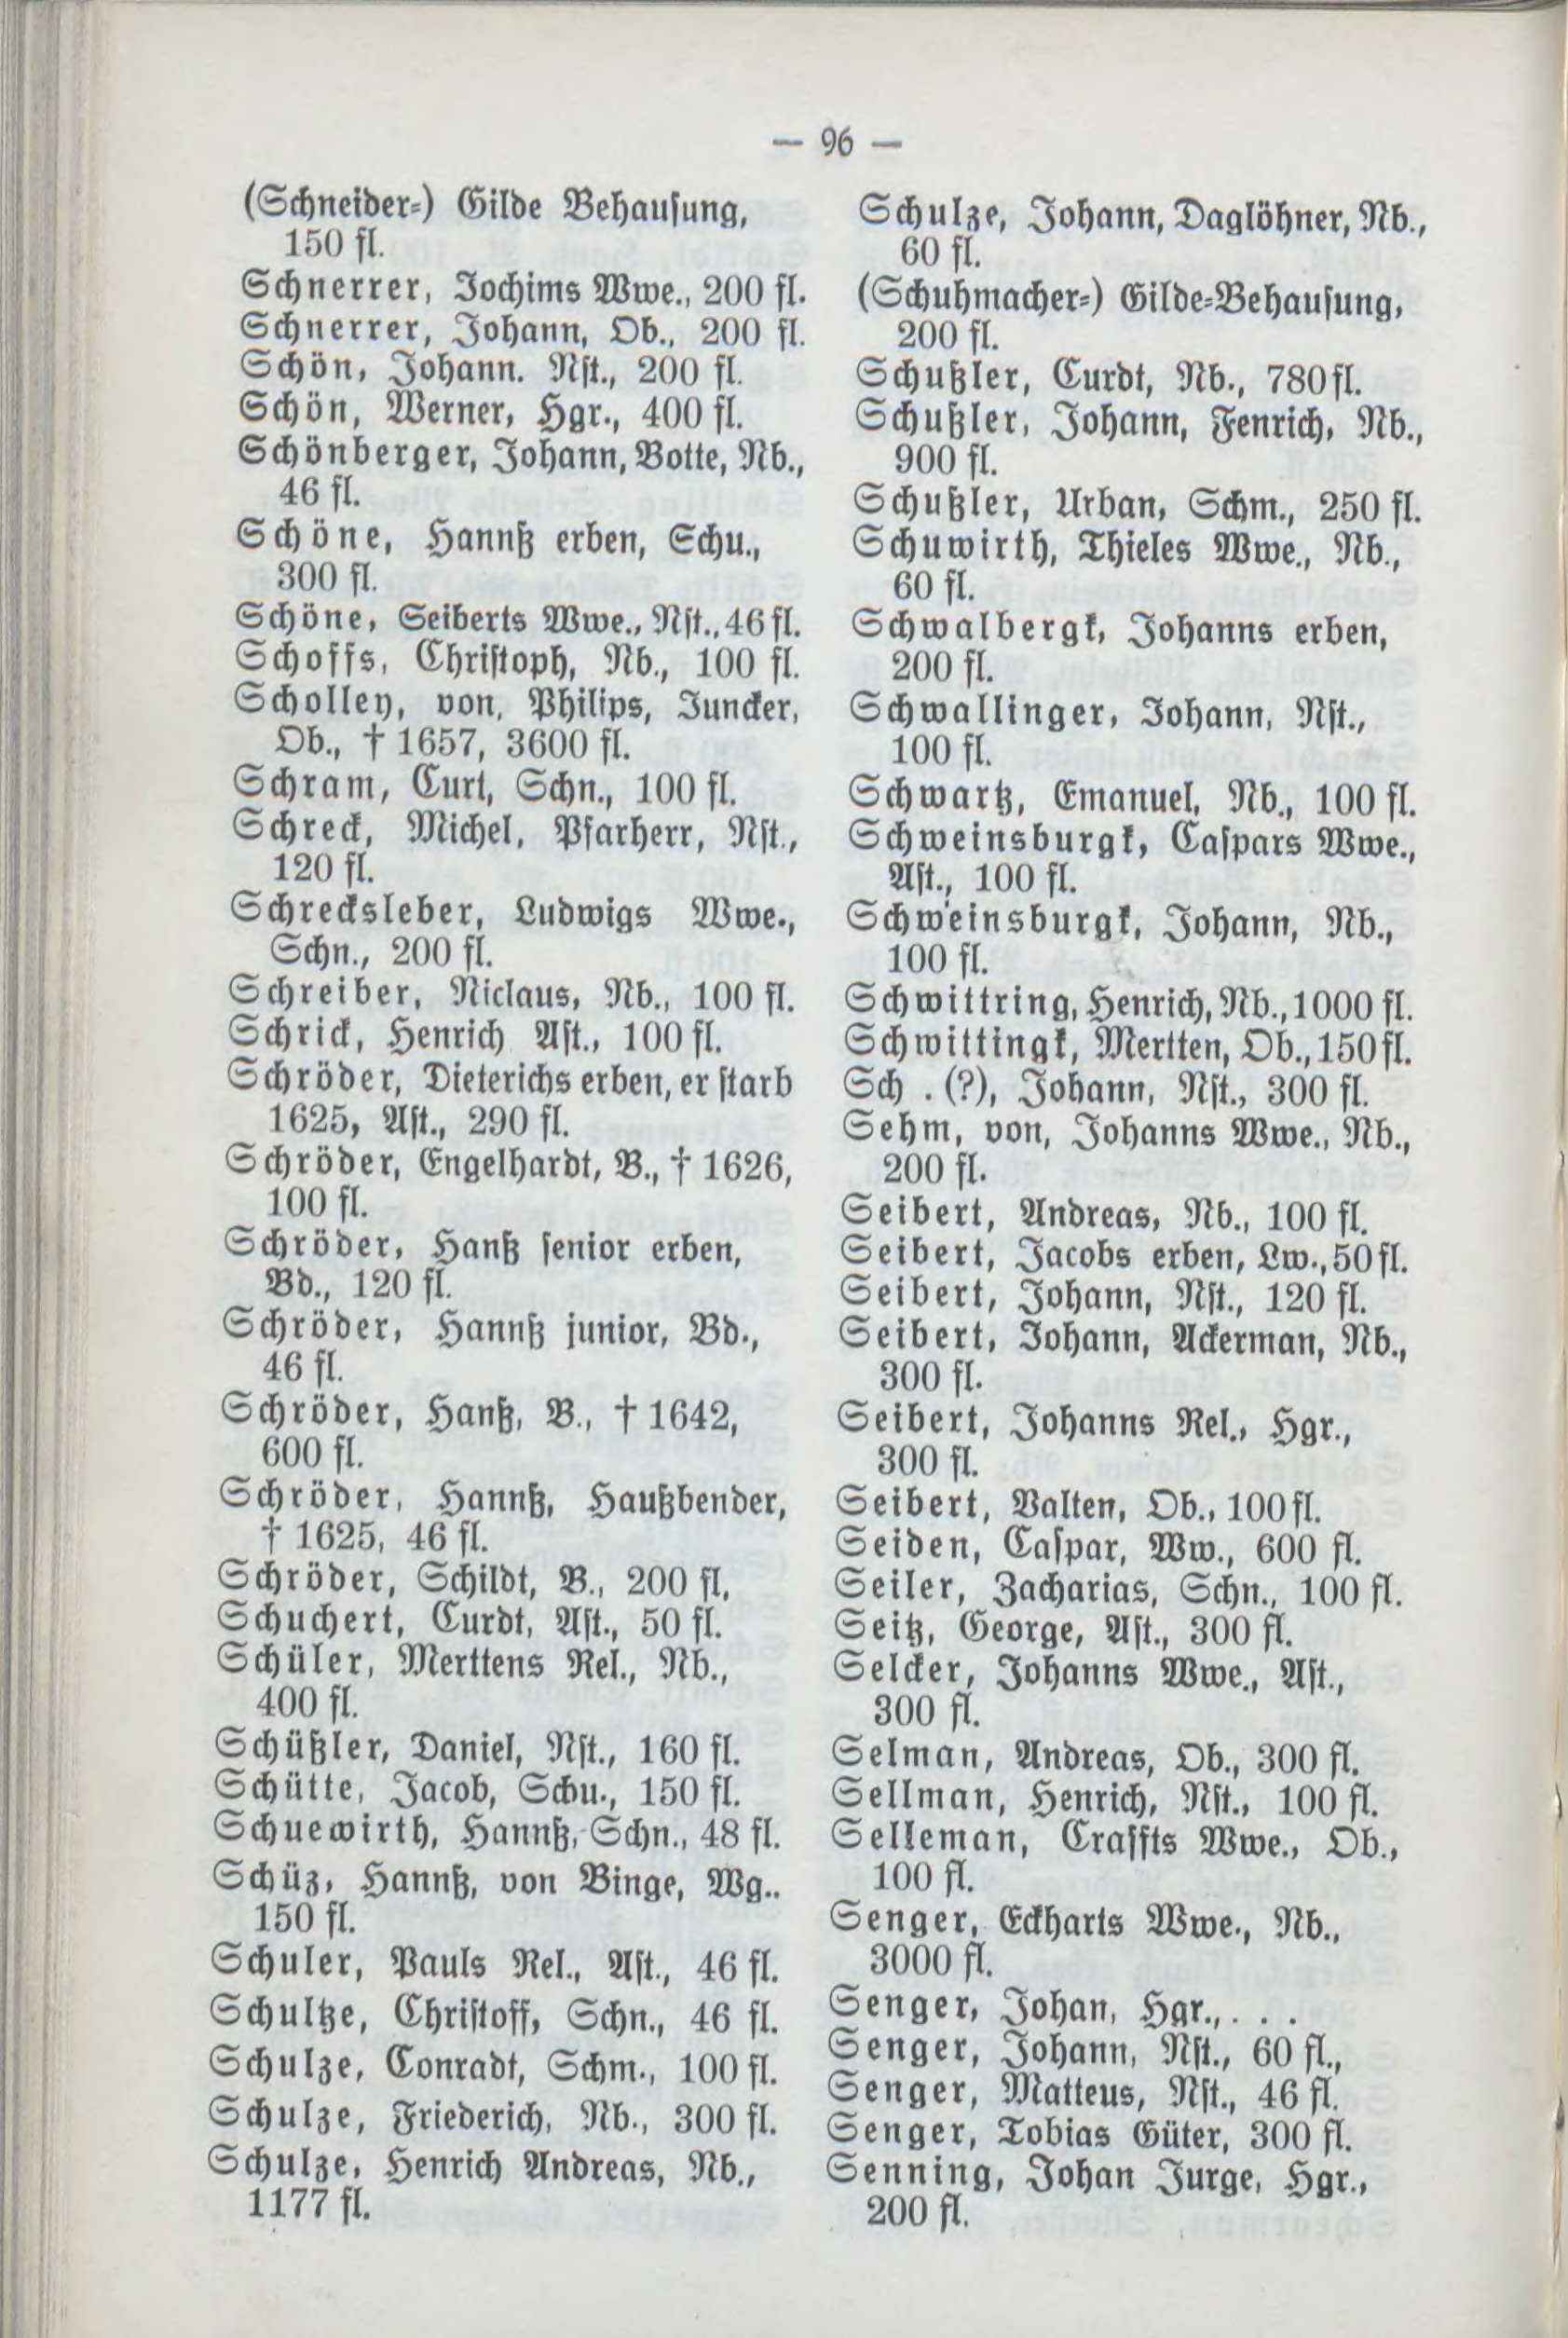 — 96 —
(Schneider=) Gilde Behausung,
150 fl.
Schnerrer, Jochims Wwe., 200 fl.
Schnerrer, Johann, Ob., 200 fl.
Schön, Johann. Nst., 200 fl.
Schön, Werner, Hgr., 400 fl.
Schönberger, Johann, Botte, Nb.,
46 fl.
Schöne, Hannß erben, Schu.,
300 fl.
Schöne, Seiberts Wwe., Nst., 46 fl.
Schoffs, Christoph, Nb., 100 fl.
Scholley, von, Philips, Juncker,
Ob., † 1657, 3600 fl.
Schram, Curt, Schn., 100 fl.
Schreck, Michel, Pfarherr, Nst.,
120 fl.
Schrecksleber, Ludwigs Wwe.,
Schn., 200 fl.
Schreiber, Niclaus, Nb., 100 fl.
Schrick, Henrich Ast., 100 fl.
Schröder, Dieterichs erben, er starb
1625, Ast., 290 fl.
Schröder, Engelhardt, B., † 1626,
100 fl.
Schröder, Hanß senior erben,
Bd., 120 fl.
Schröder, Hannß junior, Bd.,
46 fl.
Schröder, Hanß, B., † 1642,
600 fl.
Schröder, Hannß, Haußbender,
† 1625, 46 fl.
Schröder, Schildt, B., 200 fl,
Schuchert, Curdt, Ast., 50 fl.
Schüler, Merttens Rel., Nb.,
400 fl.
Schüßler, Daniel, Nst., 160 fl.
Schütte, Jacob, Schu., 150 fl.
Schuewirth, Hannß, Schn., 48 fl.
Schüz, Hannß, von Binge, Wg..
150 fl.
Schuler, Pauls Rel., Ast., 46 fl.
Schultze, Christoff, Schn., 46 fl.
Schulze, Conradt, Schm., 100 fl.
Schulze, Friederich, Nb., 300 fl.
Schulze, Henrich Andreas, Nb.,
1177 fl.
Schulze, Johann, Daglöhner, Nb.,
60 fl.
(Schuhmacher=) Gilde=Behausung,
200 fl.
Schußler, Curdt, Nb., 780 fl.
Schußler, Johann, Fenrich, Nb.,
900 fl.
Schußler, Urban, Schm., 250 fl.
Schuwirth, Thieles Wwe., Nb.,
60 fl.
Schwalbergk, Johanns erben,
200 fl.
Schwallinger, Johann, Nst.,
100 fl.
Schwartz, Emanuel, Nb., 100 fl.
Schweinsburgk, Caspars Wwe.,
Ast., 100 fl.
Schweinsburgk, Johann, Nb.,
100 fl.
Schwittring, Henrich, Nb., 1000 fl.
Schwittingk, Mertten, Ob., 150 fl.
Sch . (?), Johann, Nst., 300 fl.
Sehm, von, Johanns Wwe., Nb.,
200 fl.
Seibert, Andreas, Nb., 100 fl.
Seibert, Jacobs erben, Lw., 50 fl.
Seibert, Johann, Nst., 120 fl.
Seibert, Johann, Ackerman, Nb.,
300 fl.
Seibert, Johanns Rel., Hgr.,
300 fl.
Seibert, Valten, Ob., 100 fl.
Seiden, Caspar, Ww., 600 fl.
Seiler, Zacharias, Schn., 100 fl.
Seitz, George, Ast., 300 fl.
Selcker, Johanns Wwe., Ast.,
300 fl.
Selman, Andreas, Ob., 300 fl.
Sellman, Henrich, Nst., 100 fl.
Selleman, Craffts Wwe., Ob.,
100 fl.
Senger, Eckharts Wwe., Nb.,
3000 fl.
Senger, Johan, Hgr., . . .
Senger, Johann, Nst., 60 fl.,
Senger, Matteus, Nst., 46 fl.
Senger, Tobias Güter, 300 fl.
Senning, Johan Jurge, Hgr.,
200 fl.